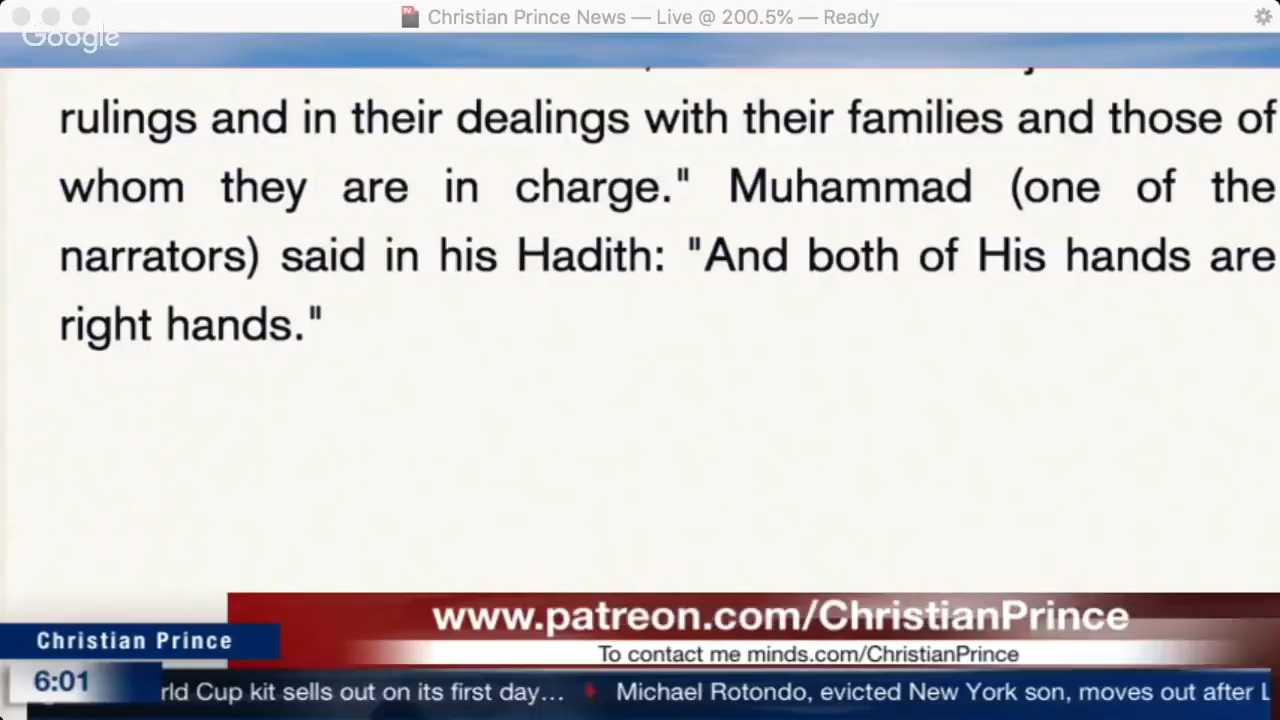 Christian Prince News — Live @ 200.5% — Ready
Google
rulings and in their dealings with their families and those of
whom they are in charge." Muhammad (one of the
narrators) said in his Hadith: "And both of His hands are
right hands."
www.patreon.com/ChristianPrince
Christian Prince
To contact me minds.com/ChristianPrince
6:01
rld Cup kit sells out on its first day... Michael Rotondo, evicted New York son, moves out after L